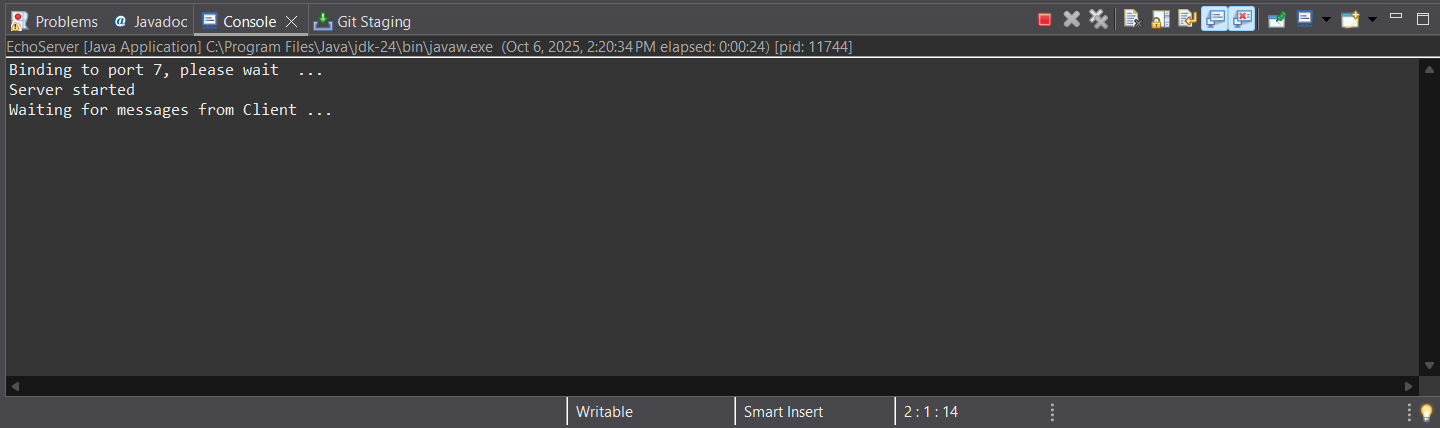 Problems @ Javadoc Console Git Staging
EchoServer [Java Application] C:\Program Files\Java\jdk-24\bin\javaw.exe (Oct 6, 2025, 2:20:34 PM elapsed: 0:00:24) [pid: 11744]
Binding to port 7, please wait  ...
Server started
Waiting for messages from Client ...
Writable Smart Insert 2 : 1 : 14